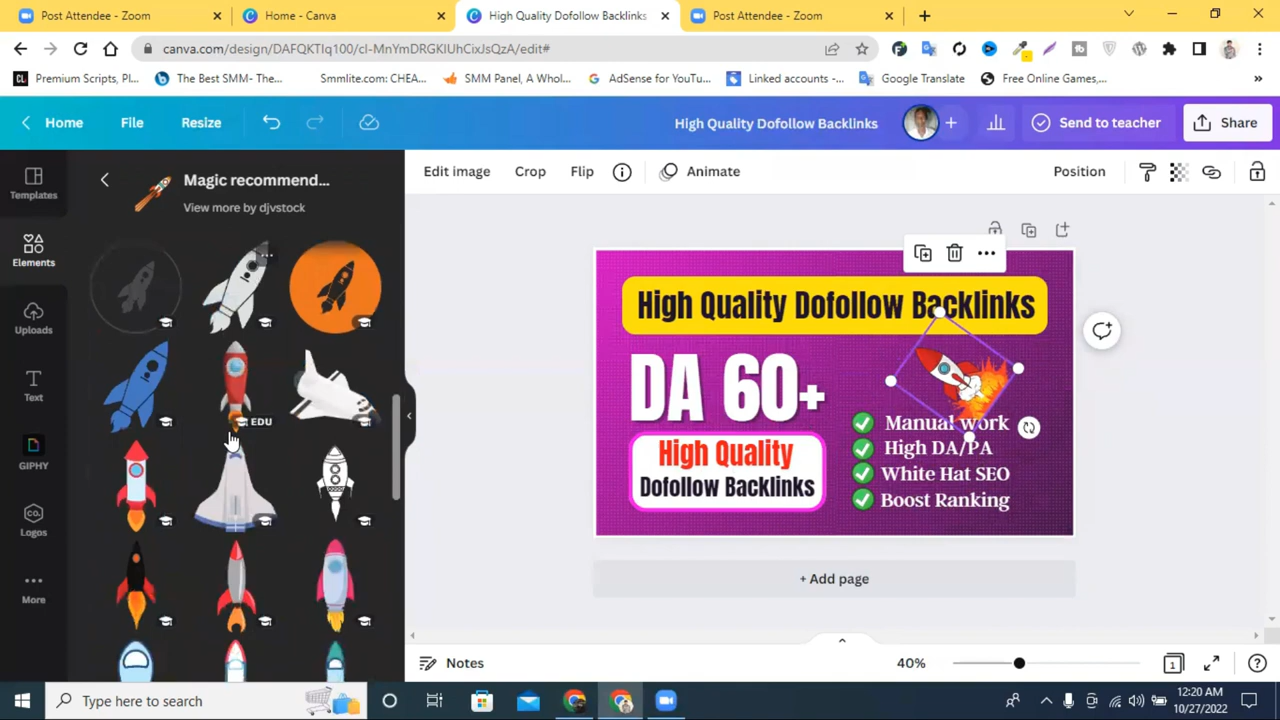 Post Attendee - Zoom
Home - Canva
High Quality Dofollow Backlinks
Post Attendee - Zoom
canva.com/design/DAFQKTIq100/cI-MnYmDRGKIUhCixJsQzA/edit#
Premium Scripts, Pl...
The Best SMM- The...
Smmlite.com: CHEA...
SMM Panel, A Whol...
AdSense for YouTu...
Linked accounts -...
Google Translate
Free Online Games,...
Home
File
Resize
High Quality Dofollow Backlinks
Send to teacher
Share
Templates
Elements
Uploads
Text
GIPHY
CO.
Logos
More
Magic recommend...
View more by djvstock
EDU
Edit image
Crop
Flip
Animate
Position
High Quality Dofollow Backlinks
DA 60+
High Quality
Dofollow Backlinks
Manual work
High DA/PA
White Hat SEO
Boost Ranking
+ Add page
Notes
40%
1
Type here to search
12:20 AM
10/27/2022